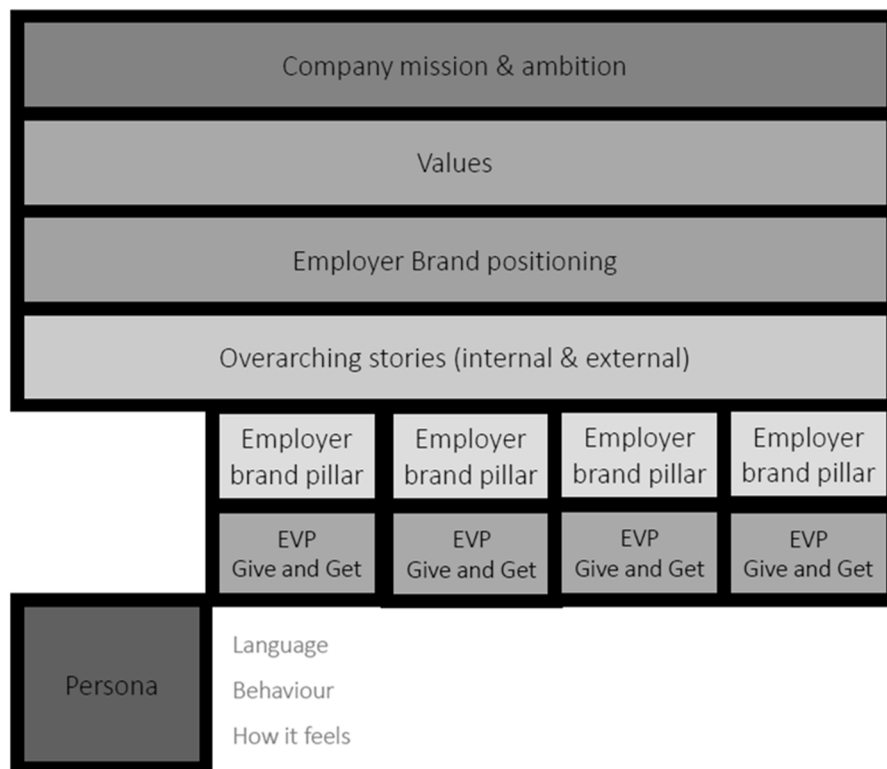 Company mission & ambition
Values
Employer Brand positioning
Overarching stories (internal & external)
Employer
brand pillar
Employer
brand pillar
Employer
brand pillar
Employer
brand pillar
EVP
Give and Get
EVP
Give and Get
EVP
Give and Get
EVP
Give and Get
Persona
Language
Behaviour
How it feels